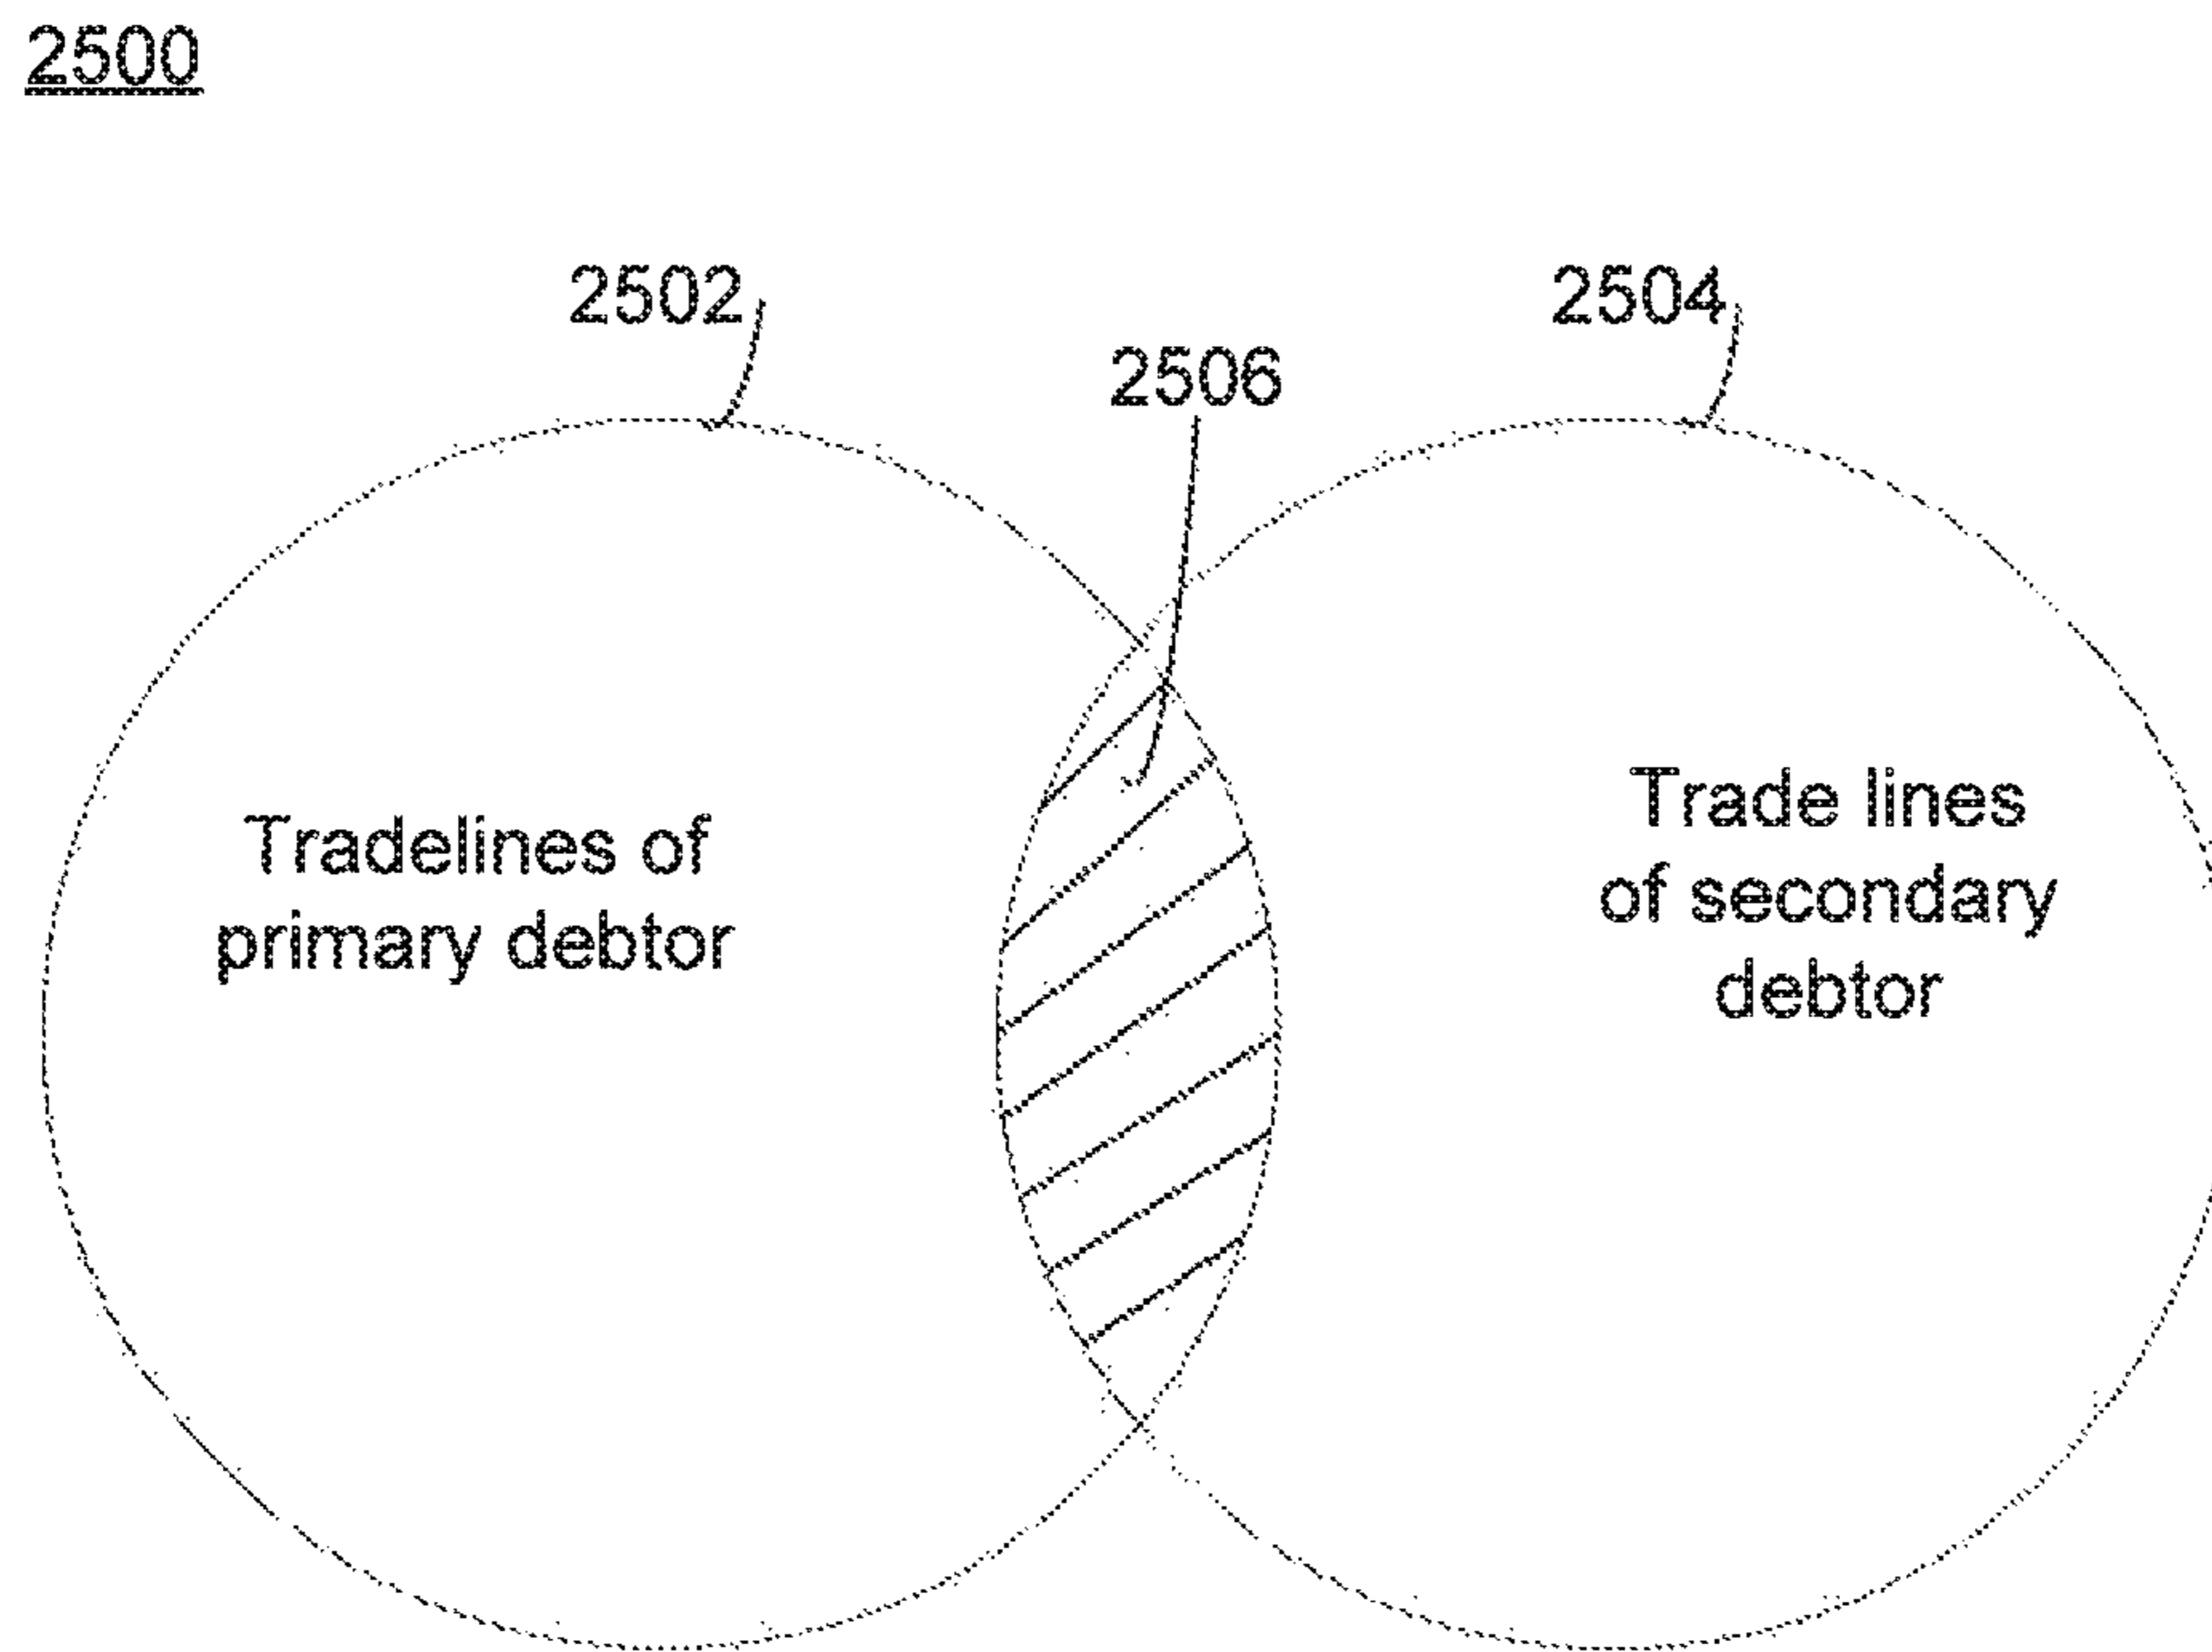 2500
2502
2504
2506
Tradelines of
primary debtor
Trade lines
of secondary
debtor